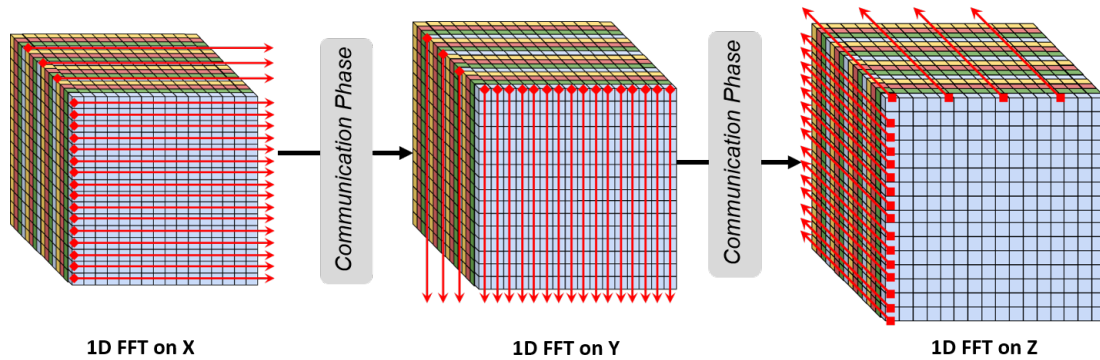 Communication Phase
Communication Phase
1D FFT on X
1D FFT on Y
1D FFT on Z